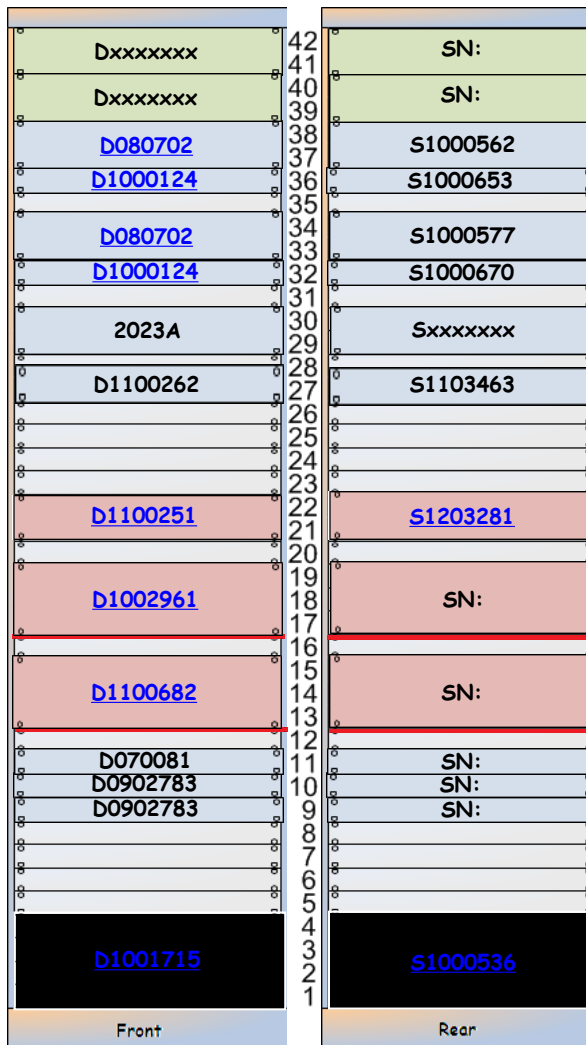 Dxxxxxxx 42 SN:
41
Dxxxxxxx 40 SN:
39
D080702 38 S1000562
37
D1000124 36 S1000653
35
D080702 34 S1000577
33
D1000124 32 S1000670
31
2023A 30 Sxxxxxxx
29
28
D1100262 27 S1103463
26
25
24
23
D1100251 22 S1203281
21
20
19
D1002961 18 SN:
17
16
15
D1100682 14 SN:
13
12
D070081 11 SN:
D0902783 10 SN:
D0902783 9 SN:
8
7
6
5
4
D1001715 3 S1000536
2
1
Front Rear